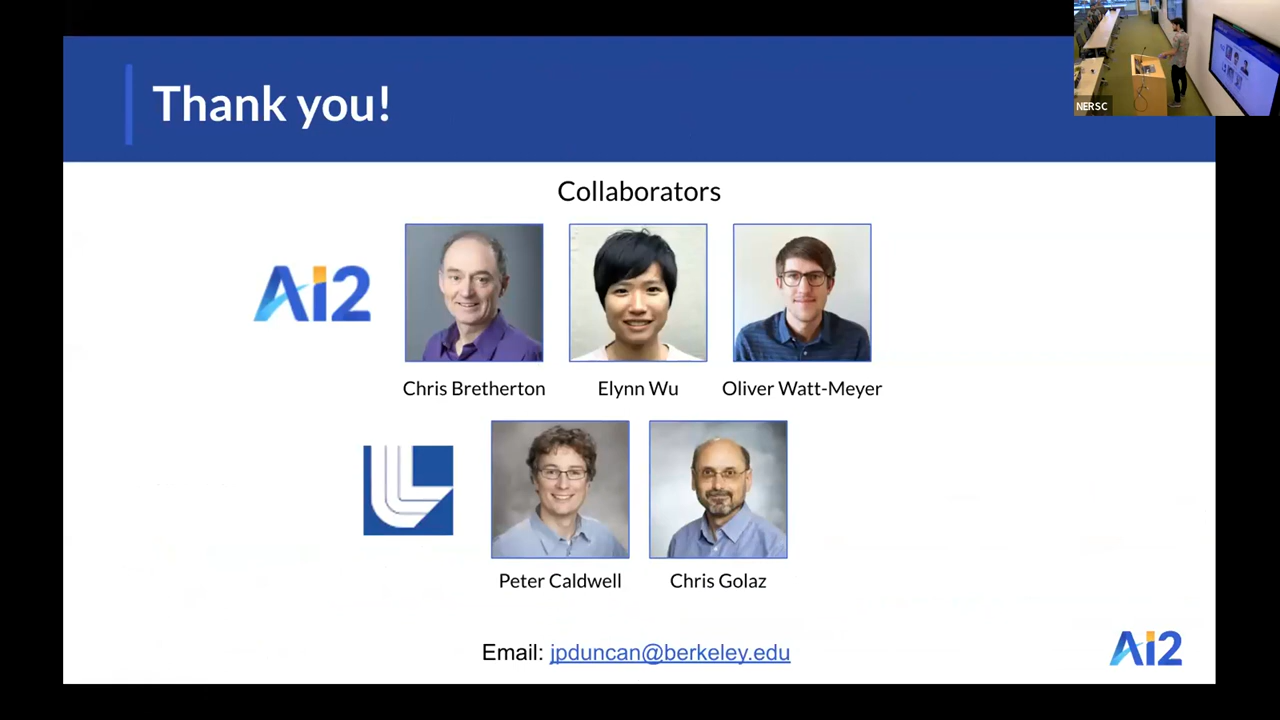 Thank you!
NERSC
Collaborators
Ai2
Chris Bretherton
Elynn Wu
Oliver Watt-Meyer
Peter Caldwell
Chris Golaz
Email: jpduncan@berkeley.edu
Ai2